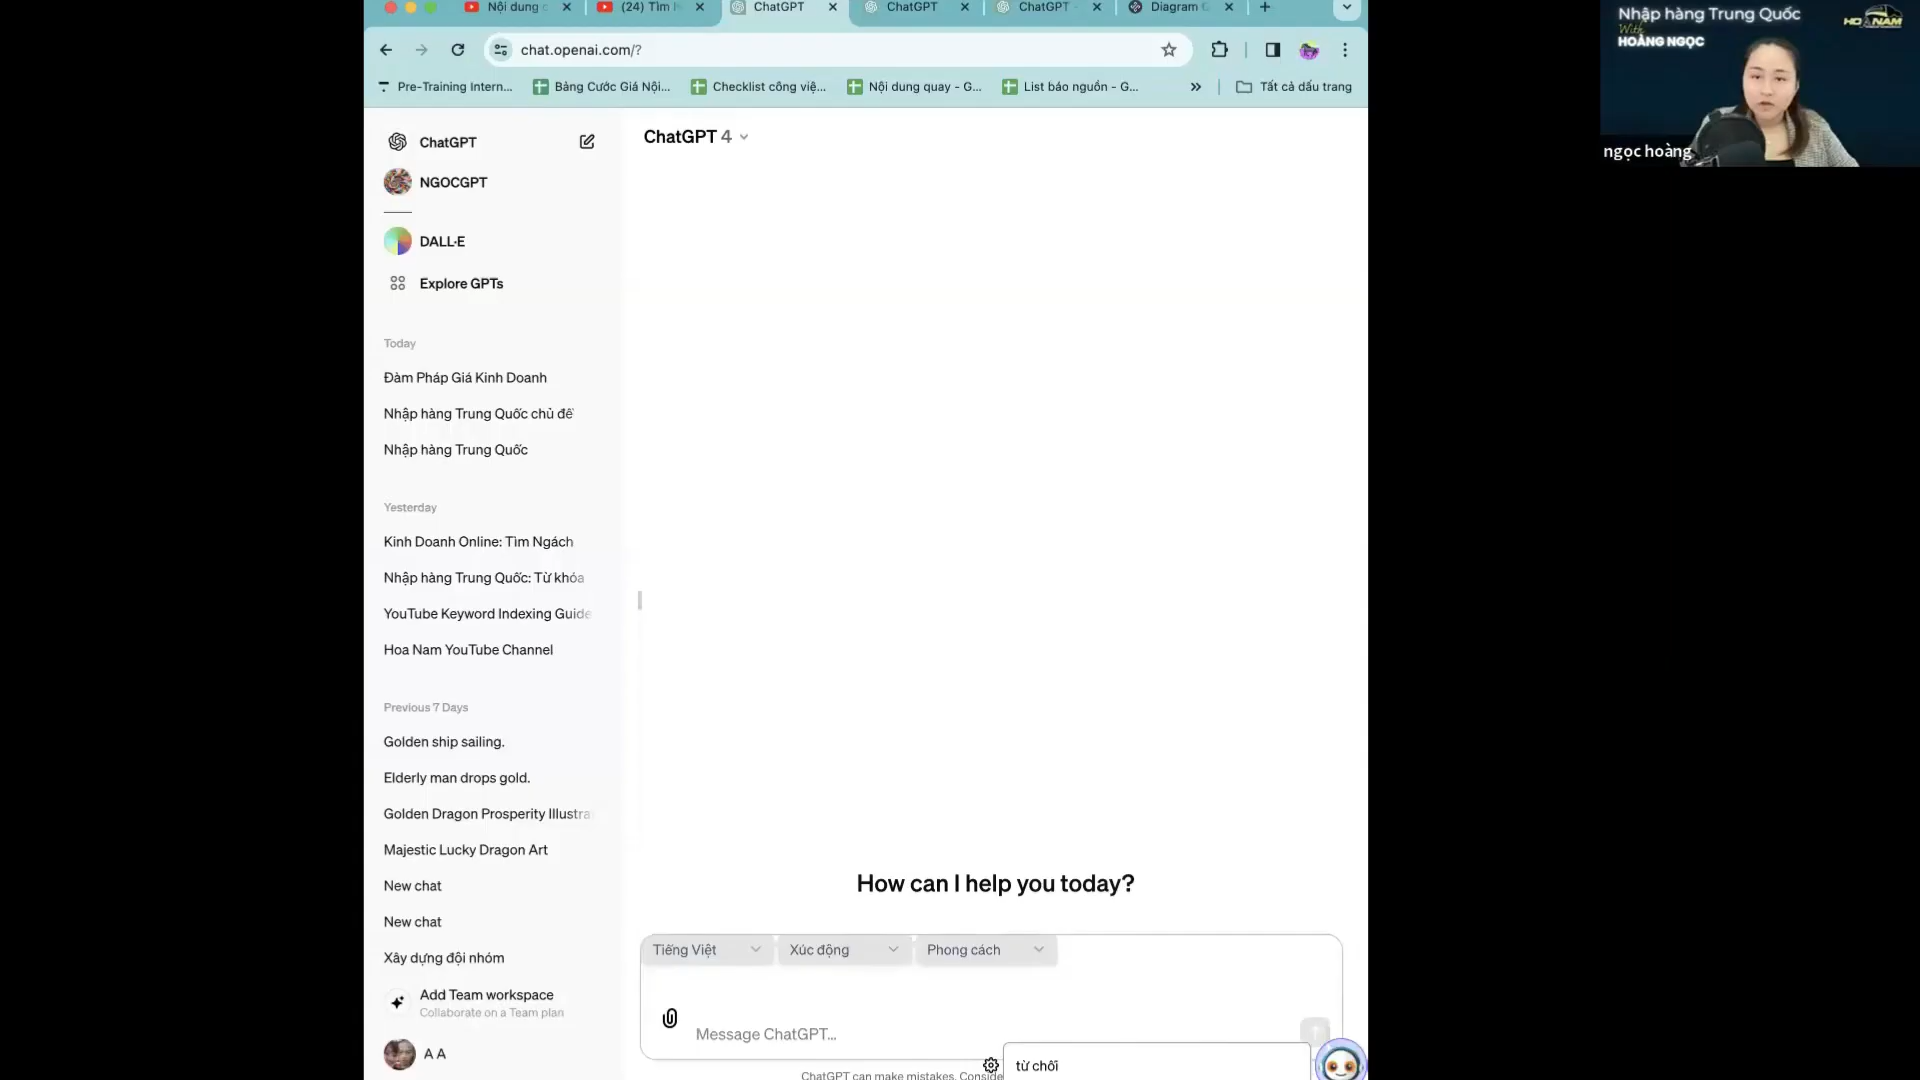 Nội dung
(24) Tìm
ChatGPT
ChatGPT
ChatGPT
Diagram
chat.openai.com/?
Pre-Training Intern...
Bảng Cước Giá Nội...
Checklist công việ...
Nội dung quay - G...
List báo nguồn - G...
Tất cả dấu trang
ChatGPT
NGOCGPT
DALL·E
Explore GPTs
Today
Đàm Pháp Giá Kinh Doanh
Nhập hàng Trung Quốc chủ đề
Nhập hàng Trung Quốc
Yesterday
Kinh Doanh Online: Tìm Ngách
Nhập hàng Trung Quốc: Từ khóa
YouTube Keyword Indexing Guide
Hoa Nam YouTube Channel
Previous 7 Days
Golden ship sailing.
Elderly man drops gold.
Golden Dragon Prosperity Illustra
Majestic Lucky Dragon Art
New chat
New chat
Xây dựng đội nhóm
Add Team workspace
Collaborate on a Team plan
A A
ChatGPT 4
How can I help you today?
Tiếng Việt
Xúc động
Phong cách
Message ChatGPT...
từ chối
ChatGPT can make mistakes. Conside
Nhập hàng Trung Quốc
With
HOÀNG NGỌC
HOA NAM
ngọc hoàng